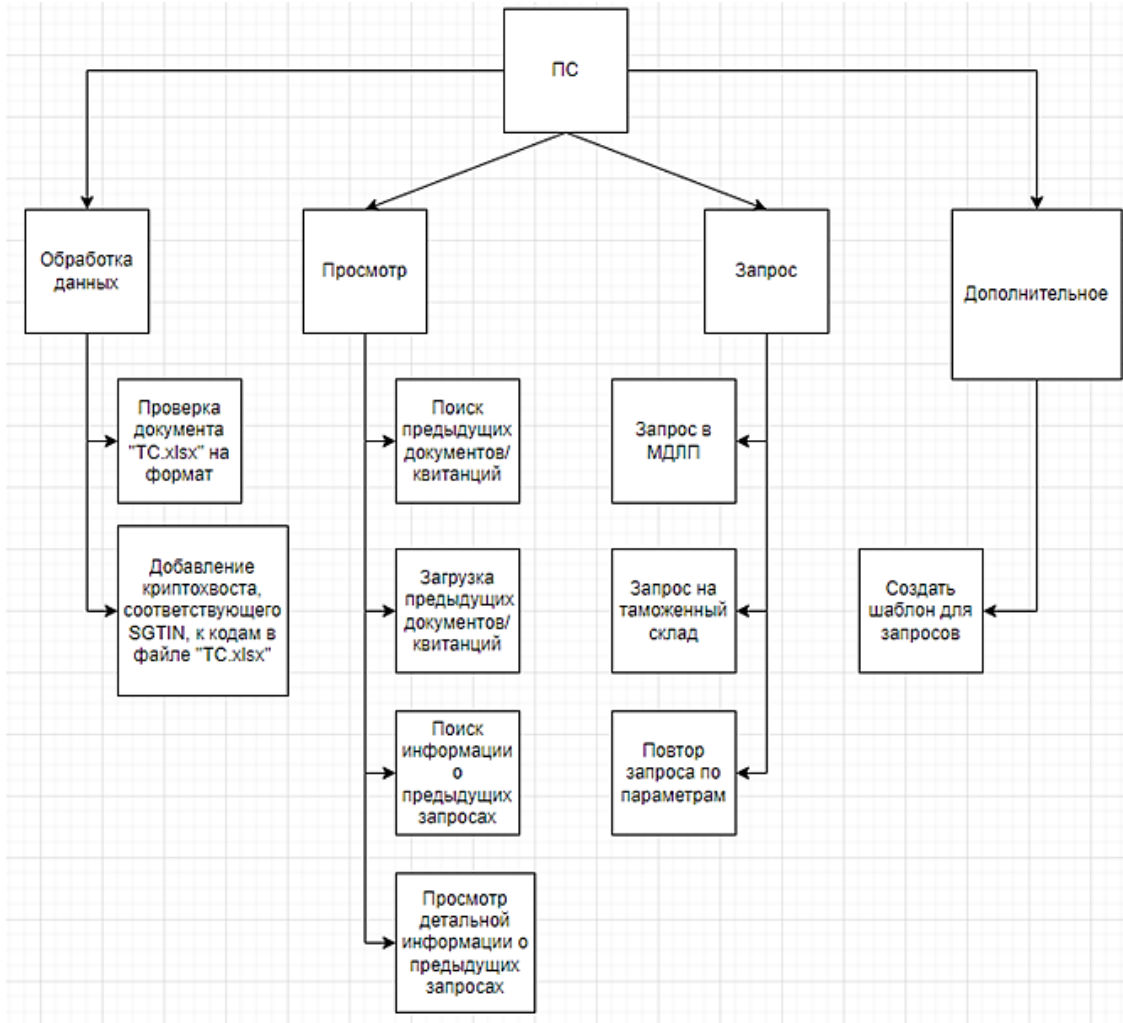 ПС
Обработка
данных
Просмотр
Запрос
Дополнительное
Проверка
документа
"ТС.xlsx" на
формат
Добавление
криптохвоста,
соответствующего
SGTIN, к кодам в
файле "ТС.xlsx"
Поиск
предыдущих
документов/
квитанций
Загрузка
предыдущих
документов/
квитанций
Поиск
информации
о
предыдущих
запросах
Просмотр
детальной
информации о
предыдущих
запросах
Запрос в
МДЛП
Запрос на
таможенный
склад
Повтор
запроса по
параметрам
Создать
шаблон для
запросов